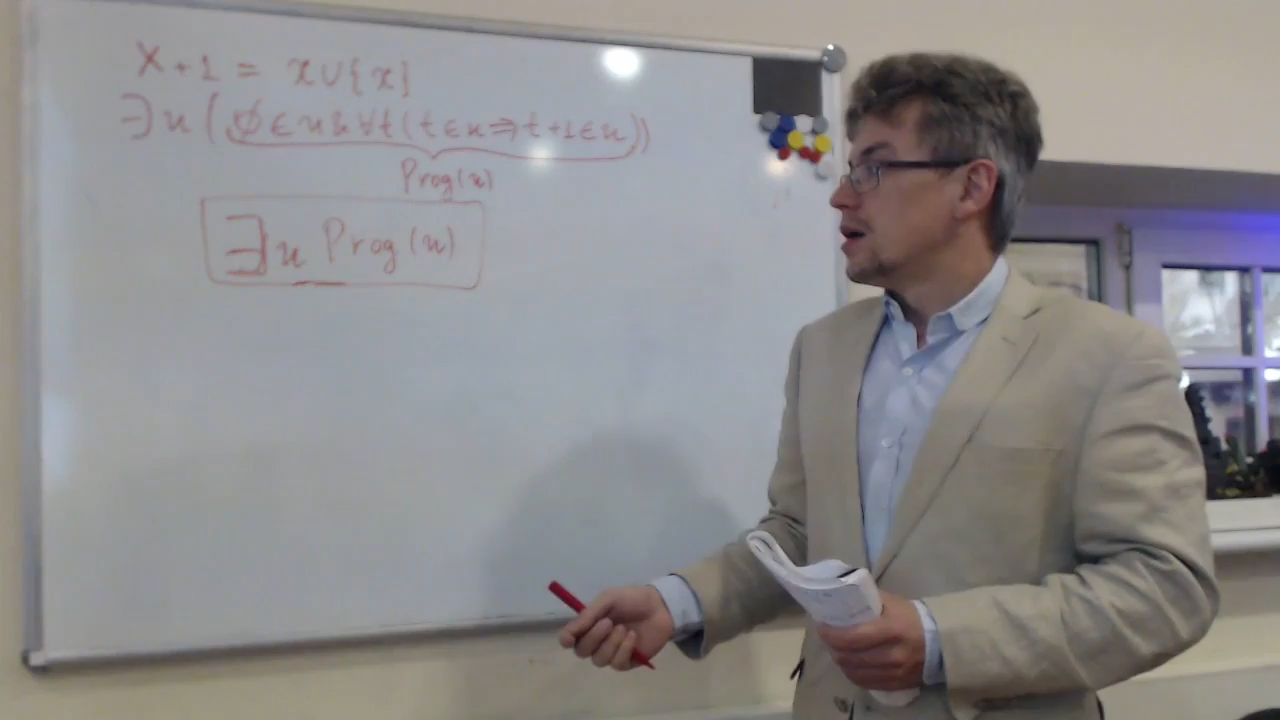 x+1 = x∪{x}
∃u(∅∈u&∀t(t∈u⇒t+1∈u))
Prog(u)
∃u Prog(u)